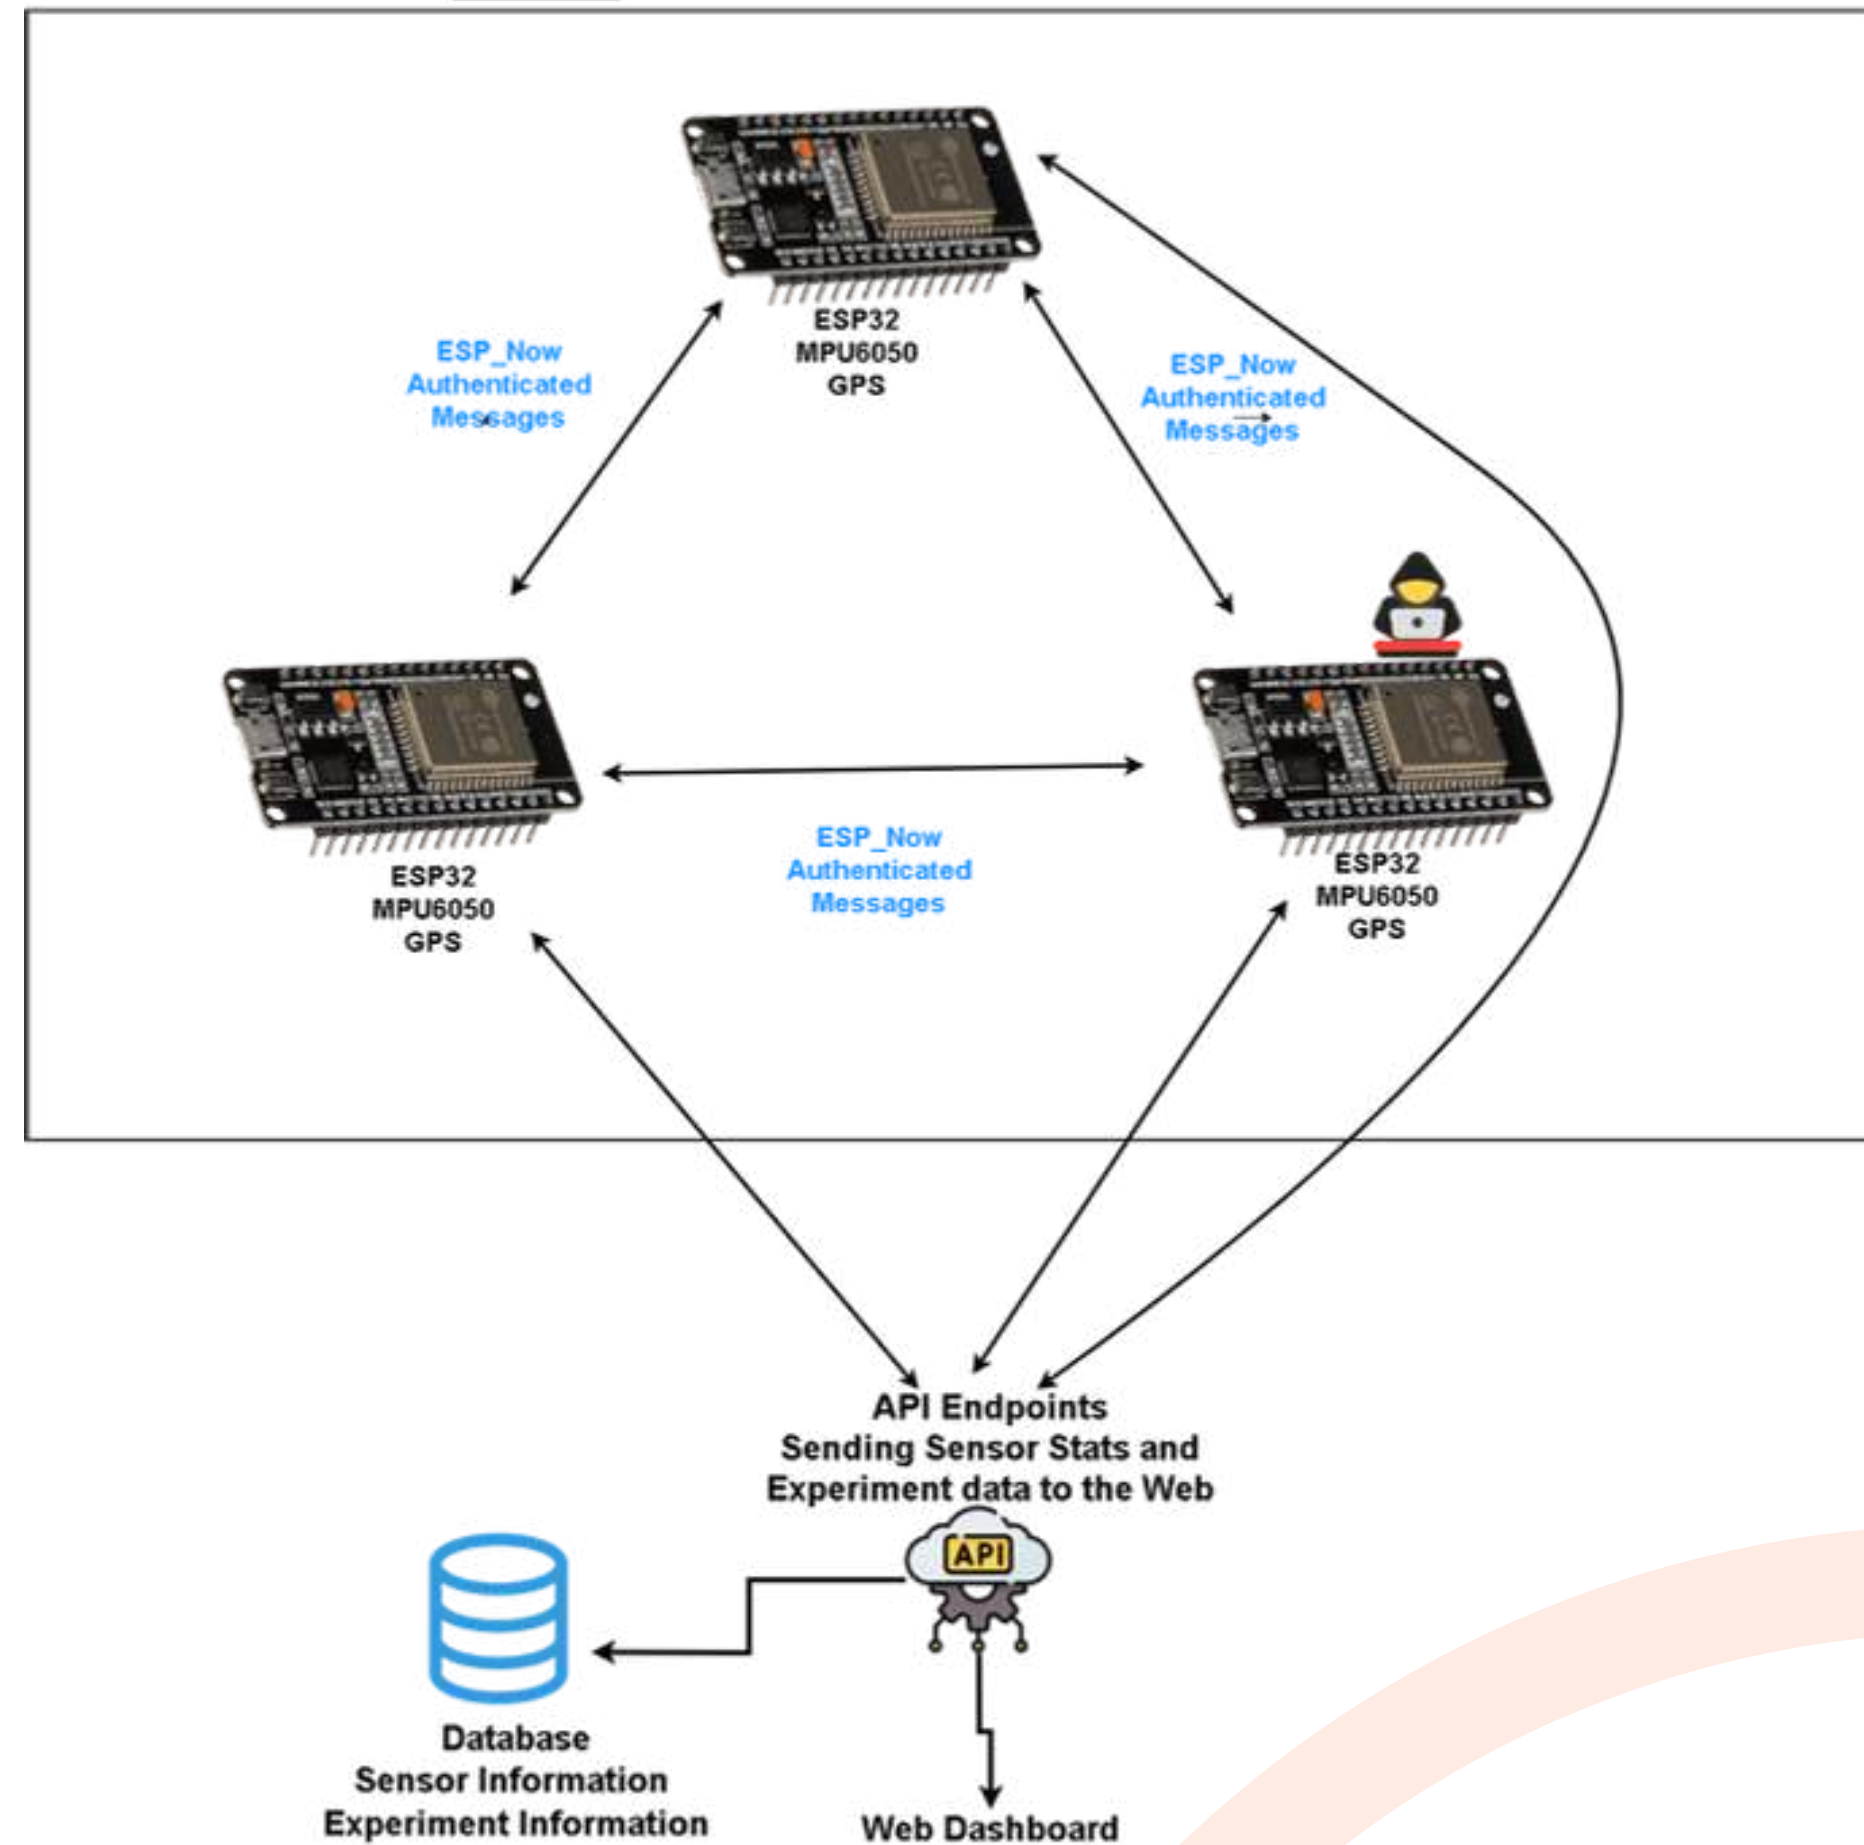 ESP32
MPU6050
GPS
ESP_Now
Authenticated
Messages
ESP_Now
Authenticated
Messages
ESP32
MPU6050
GPS
ESP_Now
Authenticated
Messages
ESP32
MPU6050
GPS
API Endpoints
Sending Sensor Stats and
Experiment data to the Web
API
Database
Sensor Information
Experiment Information
Web Dashboard